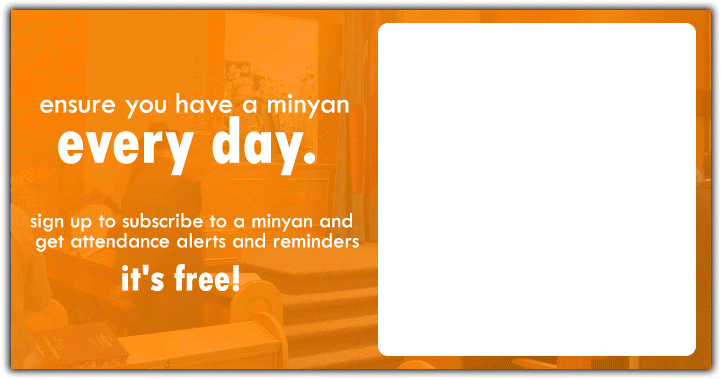 ensure you have a minyan
every day.
sign up to subscribe to a minyan and
get attendance alerts and reminders
it's free!